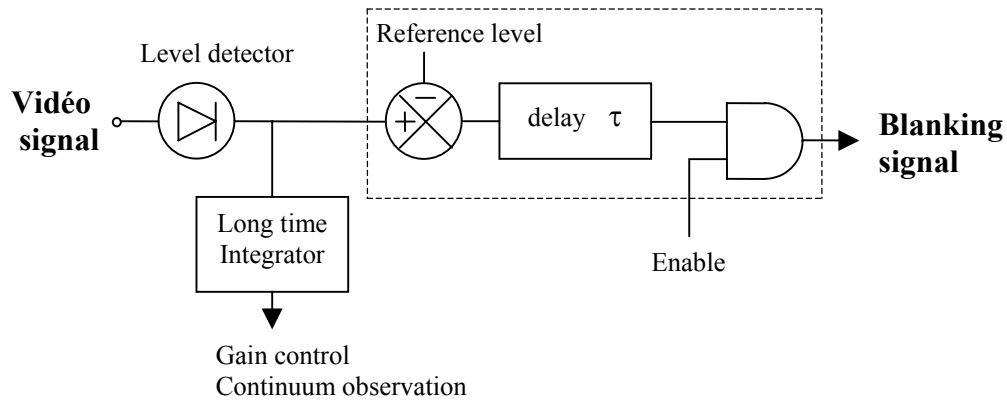 Reference level
Level detector
Vidéo
signal
−
+
delay τ
Blanking
signal
Long time
Integrator
Enable
Gain control
Continuum observation